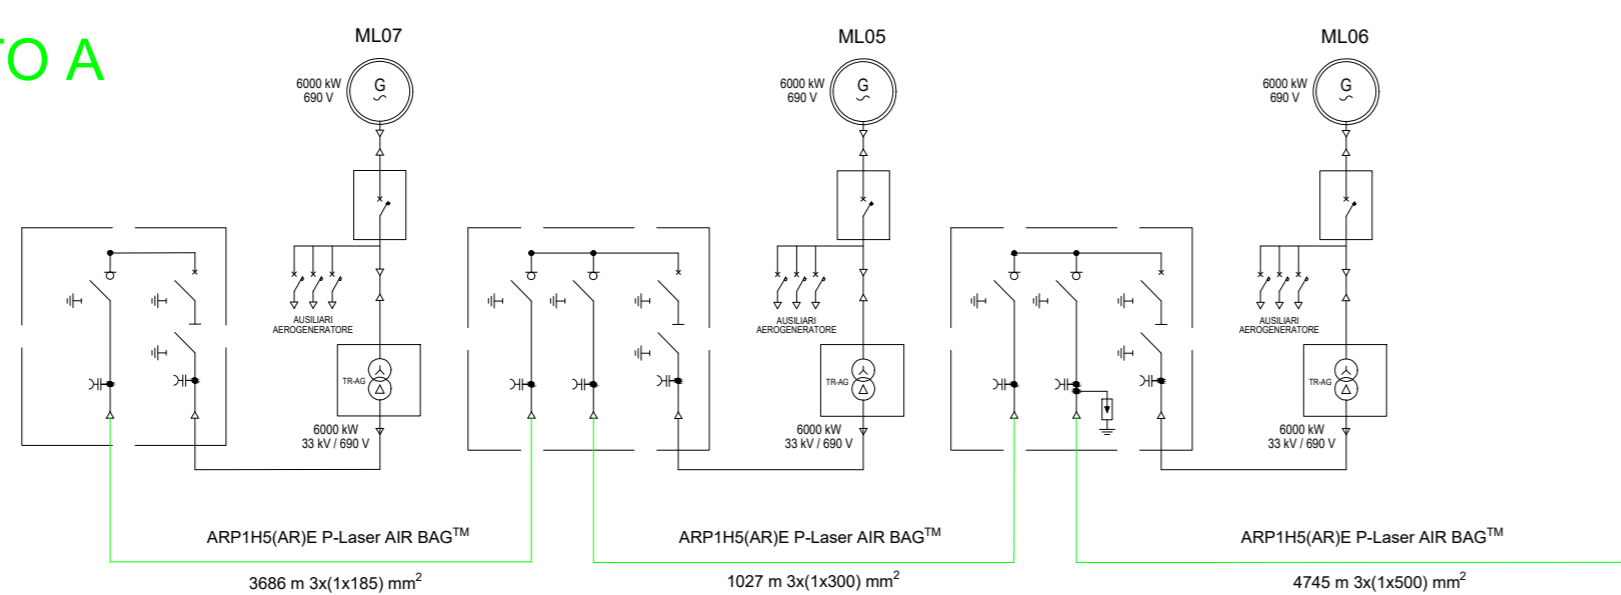 TO A
ML07
6000 kW
690 V
G
AUSILIARI
AEROGENERATORE
TR-AG
6000 kW
33 kV / 690 V
ML05
6000 kW
690 V
G
AUSILIARI
AEROGENERATORE
TR-AG
6000 kW
33 kV / 690 V
ML06
6000 kW
690 V
G
AUSILIARI
AEROGENERATORE
TR-AG
6000 kW
33 kV / 690 V
ARP1H5(AR)E P-Laser AIR BAG™
3686 m 3x(1x185) mm²
ARP1H5(AR)E P-Laser AIR BAG™
1027 m 3x(1x300) mm²
ARP1H5(AR)E P-Laser AIR BAG™
4745 m 3x(1x500) mm²